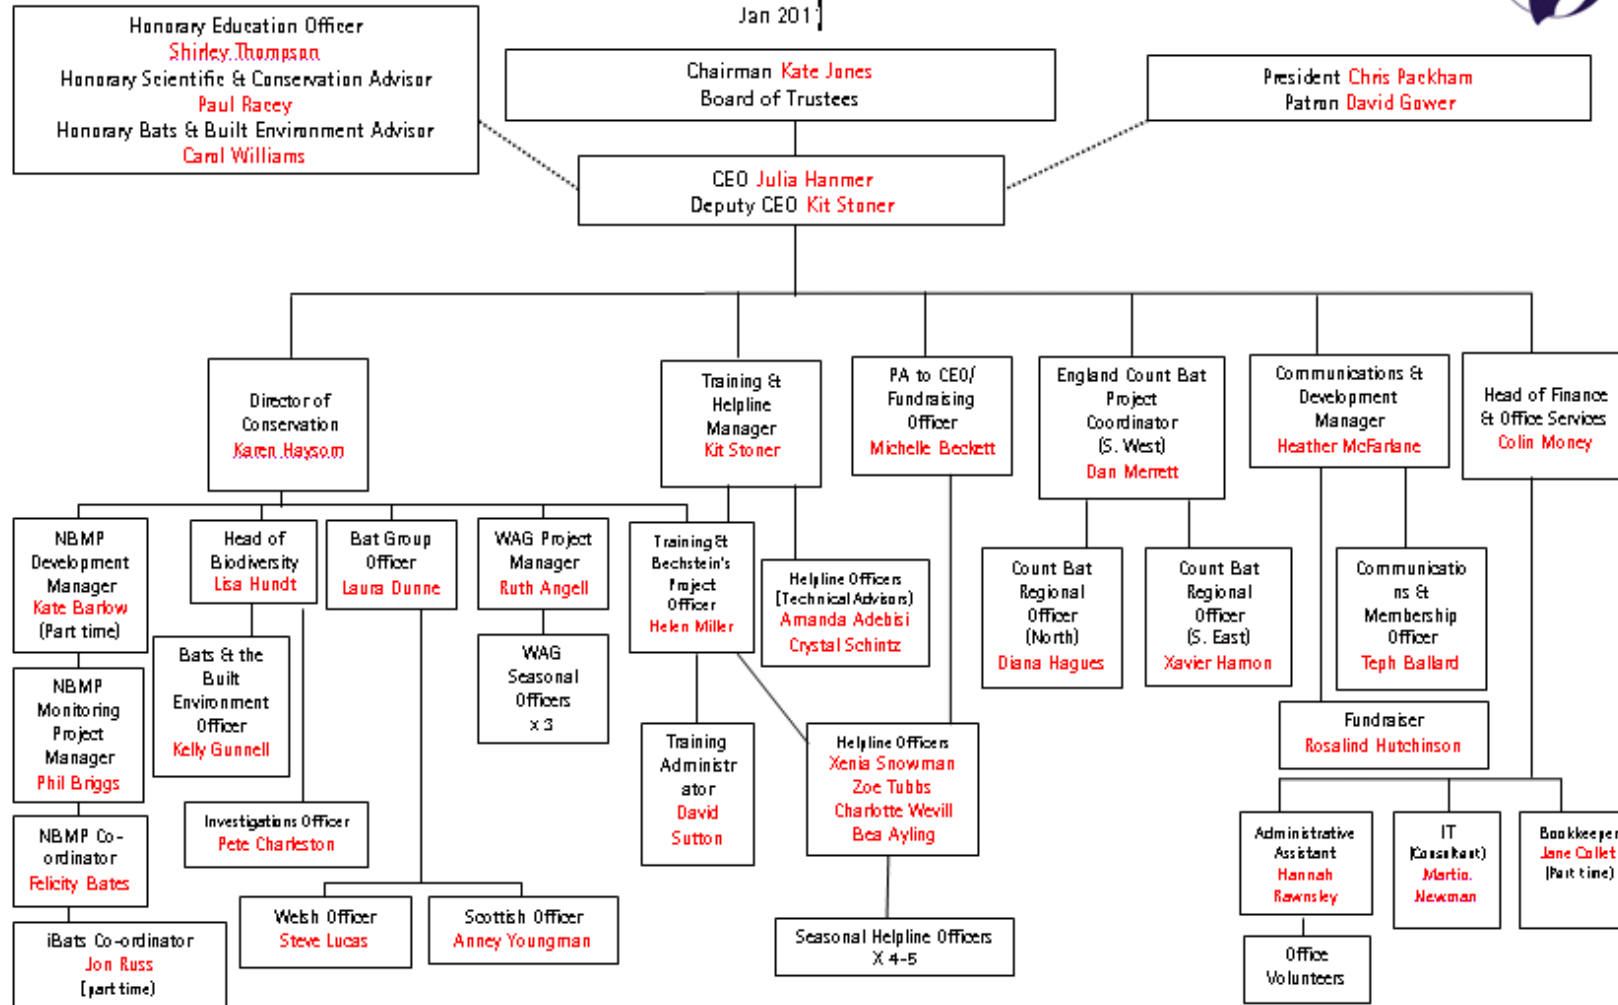 Jan 201
Honorary Education Officer
Shirley Thompson
Honorary Scientific & Conservation Advisor
Paul Racey
Honorary Bats & Built Environment Advisor
Carol Williams
Chairman Kate Jones
Board of Trustees
President Chris Packham
Patron David Gower
CEO Julia Hanmer
Deputy CEO Kit Stoner
Director of
Conservation
Karen Haysom
Training &
Helpline
Manager
Kit Stoner
PA to CEO/
Fundraising
Officer
Michelle Beckett
England Count Bat
Project
Coordinator
(S. West)
Dan Merrett
Communications &
Development
Manager
Heather McFarlane
Head of Finance
& Office Services
Colin Money
NBMP
Development
Manager
Kate Barlow
(Part time)
Head of
Biodiversity
Lisa Hundt
Bat Group
Officer
Laura Dunne
WAG Project
Manager
Ruth Angell
Training &
Bechstein's
Project
Officer
Helen Miller
Helpline Officers
(Technical Advisors)
Amanda Adebisi
Crystal Schintz
Count Bat
Regional
Officer
(North)
Diana Hagues
Count Bat
Regional
Officer
(S. East)
Xavier Hamon
Communicatio
ns &
Membership
Officer
Teph Ballard
Bats & the
Built
Environment
Officer
Kelly Gunnell
WAG
Seasonal
Officers
x 3
NBMP
Monitoring
Project
Manager
Phil Briggs
Training
Administr
ator
David
Sutton
Helpline Officers
Xenia Snowman
Zoe Tubbs
Charlotte Wevill
Bea Ayling
Fundraiser
Rosalind Hutchinson
Investigations Officer
Pete Charleston
NBMP Co-
ordinator
Felicity Bates
Administrative
Assistant
Hannah
Rawnsley
IT
(Consultant)
Martin
Newman
Bookkeeper
Jane Collet
(Part time)
Welsh Officer
Steve Lucas
Scottish Officer
Anney Youngman
Seasonal Helpline Officers
X 4-5
iBats Co-ordinator
Jon Russ
(part time)
Office
Volunteers